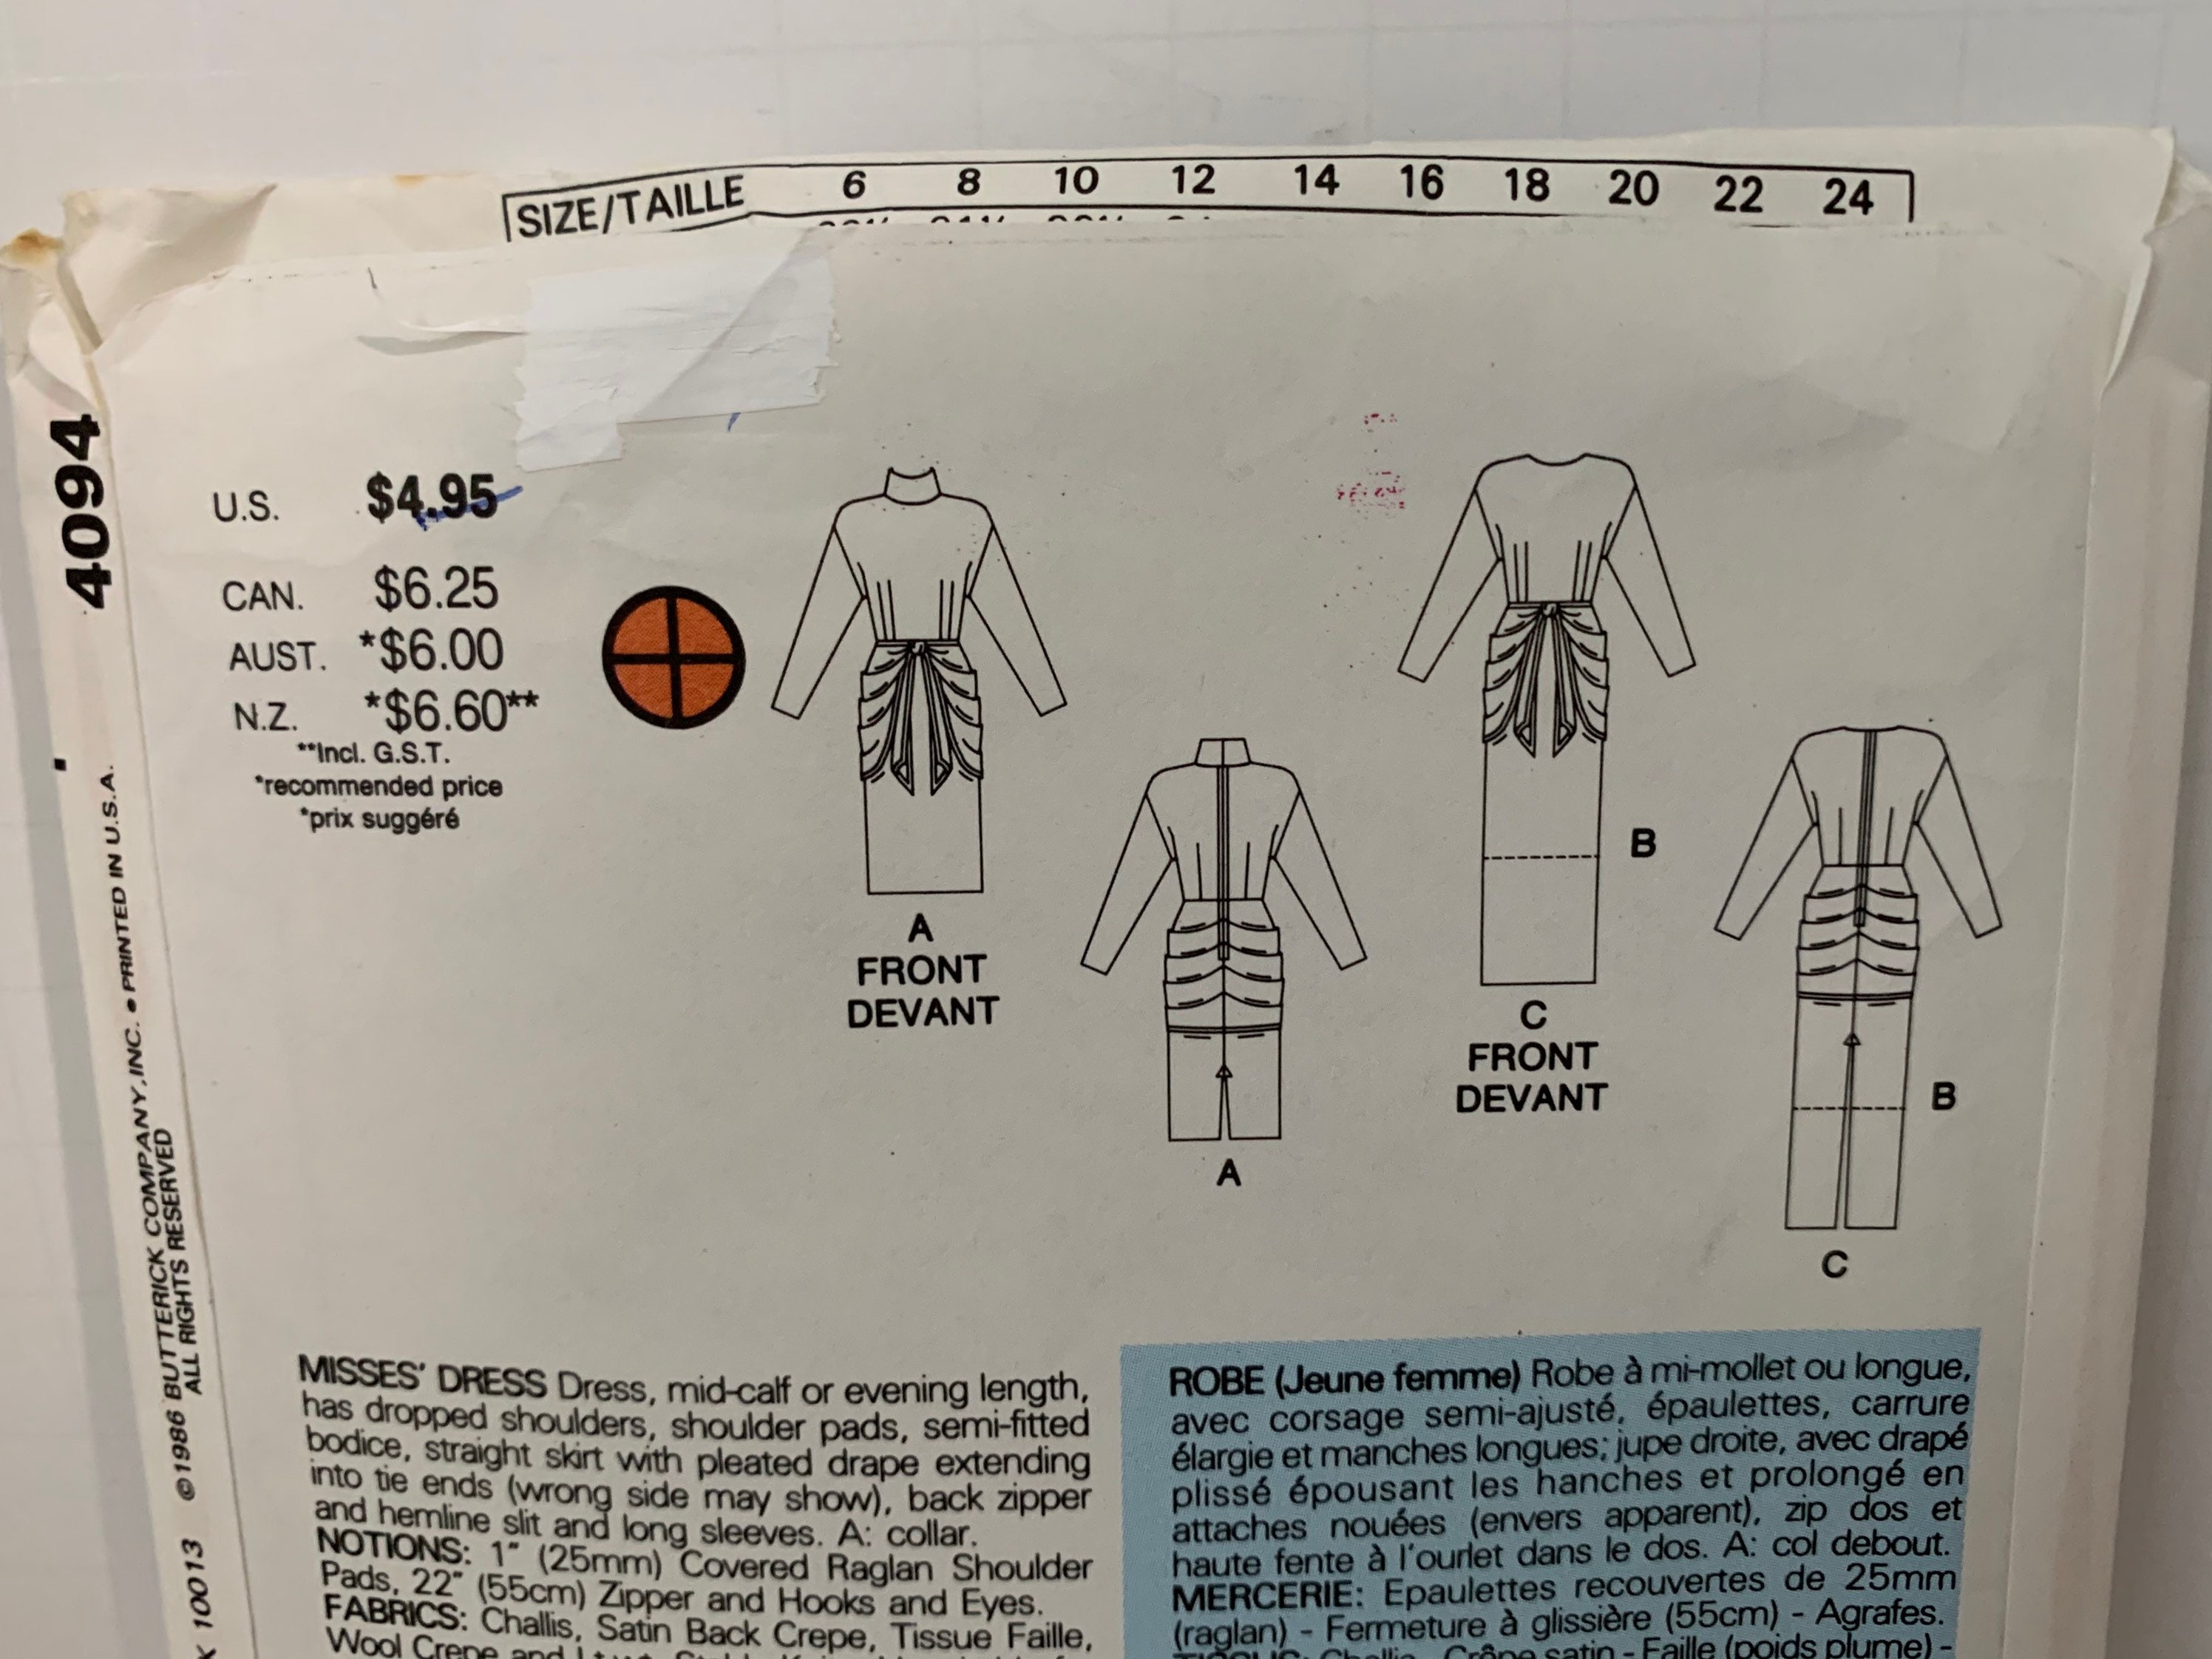 SIZE/TAILLE 6 8 10 12 14 16 18 20 22 24
4094
©1986 BUTTERICK COMPANY, INC. • PRINTED IN U.S.A.
ALL RIGHTS RESERVED
10013
U.S. $4.95
CAN. $6.25
AUST. *$6.00
N.Z. *$6.60**
**Incl. G.S.T.
*recommended price
*prix suggéré
A
FRONT
DEVANT
A
B
C
FRONT
DEVANT
B
C
MISSES' DRESS Dress, mid-calf or evening length,
has dropped shoulders, shoulder pads, semi-fitted
bodice, straight skirt with pleated drape extending
into tie ends (wrong side may show), back zipper
and hemline slit and long sleeves. A: collar.
NOTIONS: 1" (25mm) Covered Raglan Shoulder
Pads, 22" (55cm) Zipper and Hooks and Eyes.
FABRICS: Challis, Satin Back Crepe, Tissue Faille,
Wool Crepe and
ROBE (Jeune femme) Robe à mi-mollet ou longue,
avec corsage semi-ajusté, épaulettes, carrure
élargie et manches longues; jupe droite, avec drapé
plissé épousant les hanches et prolongé en
attaches nouées (envers apparent), zip dos et
haute fente à l'ourlet dans le dos. A: col debout.
MERCERIE: Epaulettes recouvertes de 25mm
(raglan) - Fermeture à glissière (55cm) - Agrafes.
Crêpe satin - Faille (poids plume) -